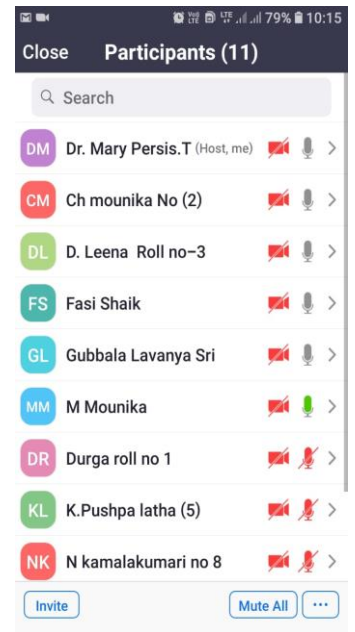 79% 10:15
Close Participants (11)
Search
DM Dr. Mary Persis.T (Host, me)
CM Ch mounika No (2)
DL D. Leena Roll no-3
FS Fasi Shaik
GL Gubbala Lavanya Sri
MM M Mounika
DR Durga roll no 1
KL K.Pushpa latha (5)
NK N kamalakumari no 8
Invite Mute All ...